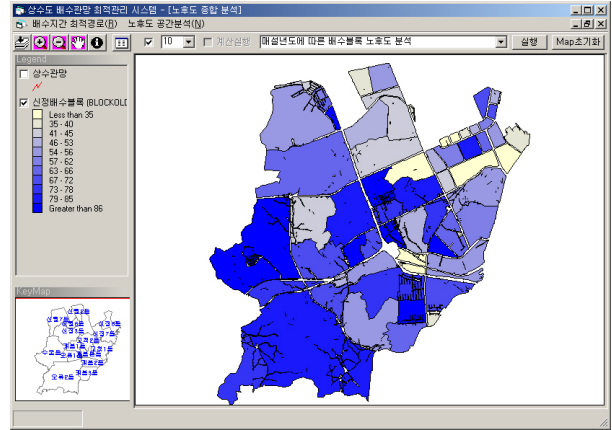 상수도 배수관망 최적관리 시스템 - [노후도 종합 분석]
배수지간 최적경로(R) 노후도 공간분석(N)
10 계산실행 매설년도에 따른 배수블록 노후도 분석 실행 Map초기화
Legend
상수관망
신정배수블록 (BLOCKOLD
Less than 35
35 - 40
41 - 45
46 - 53
54 - 56
57 - 62
63 - 66
67 - 72
73 - 78
79 - 85
Greater than 86
KeyMap